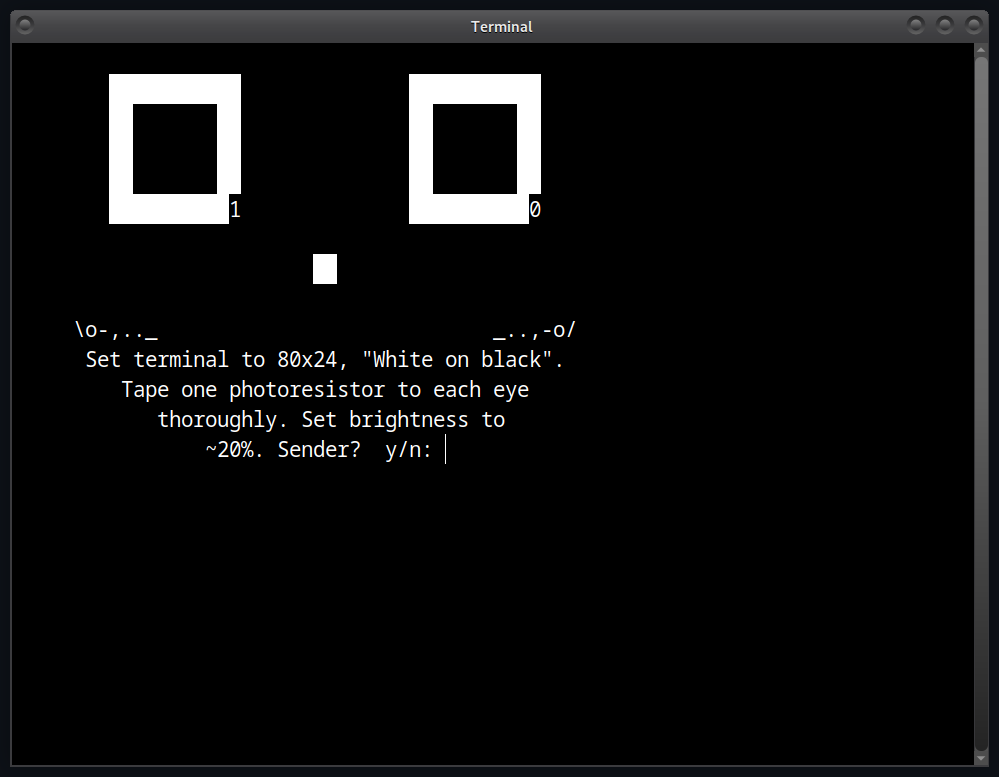 Terminal
1 0
\o-,.._ _..,-o/
Set terminal to 80x24, "White on black".
Tape one photoresistor to each eye
thoroughly. Set brightness to
~20%. Sender?  y/n: